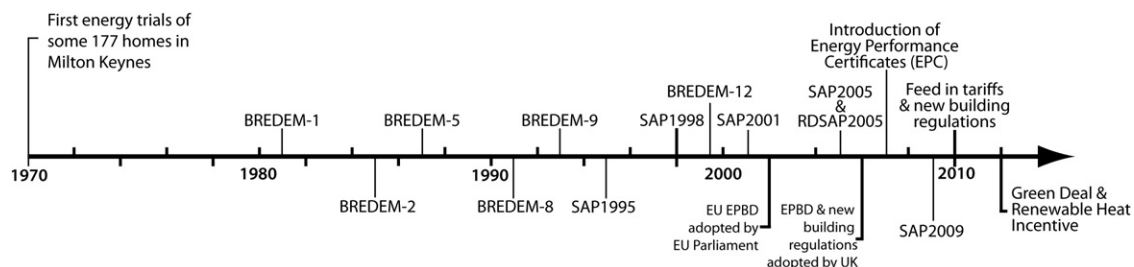 First energy trials of
some 177 homes in
Milton Keynes
Introduction of
Energy Performance
Certificates (EPC)
BREDEM-12
SAP2005
&
RDSAP2005
Feed in tariffs
& new building
regulations
BREDEM-1
BREDEM-5
BREDEM-9
SAP1998
SAP2001
1970
1980
1990
2000
2010
BREDEM-2
BREDEM-8
SAP1995
EU EPBD
adopted by
EU Parliament
EPBD & new
building
regulations
adopted by UK
SAP2009
Green Deal &
Renewable Heat
Incentive